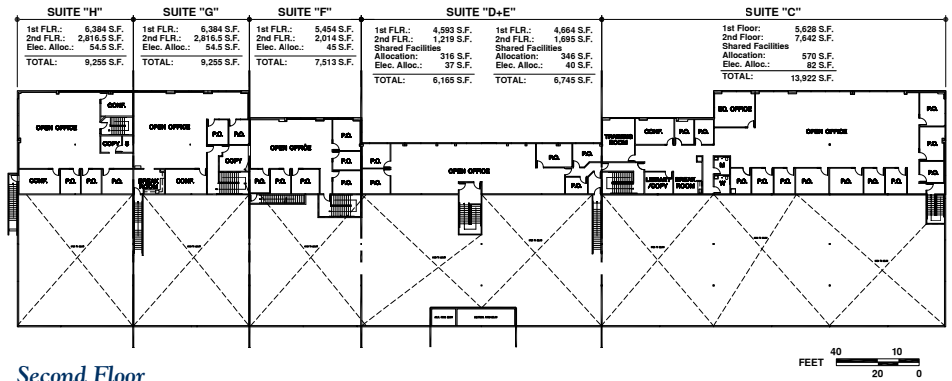 SUITE "H"
1st FLR.: 6,384 S.F.
2nd FLR.: 2,816.5 S.F.
Elec. Alloc.: 54.5 S.F.
TOTAL: 9,255 S.F.
SUITE "G"
1st FLR.: 6,384 S.F.
2nd FLR.: 2,816.5 S.F.
Elec. Alloc.: 54.5 S.F.
TOTAL: 9,255 S.F.
SUITE "F"
1st FLR.: 5,454 S.F.
2nd FLR.: 2,014 S.F.
Elec. Alloc.: 45 S.F.
TOTAL: 7,513 S.F.
SUITE "D+E"
1st FLR.: 4,593 S.F.
2nd FLR.: 1,219 S.F.
Shared Facilities
Allocation: 316 S.F.
Elec. Alloc.: 37 S.F.
TOTAL: 6,165 S.F.
1st FLR.: 4,664 S.F.
2nd FLR.: 1,695 S.F.
Shared Facilities
Allocation: 346 S.F.
Elec. Alloc.: 40 S.F.
TOTAL: 6,745 S.F.
SUITE "C"
1st Floor: 5,628 S.F.
2nd Floor: 7,642 S.F.
Shared Facilities
Allocation: 570 S.F.
Elec. Alloc.: 82 S.F.
TOTAL: 13,922 S.F.
CONF.
OPEN OFFICE
COPY S
CONF. P.O. P.O. P.O.
OPEN OFFICE
P.O. P.O.
COPY
BREAK ROOM
CONF.
OPEN OFFICE
P.O.
P.O.
P.O. P.O. P.O.
P.O.
P.O.
OPEN OFFICE
P.O. P.O.
P.O.
TRAINING ROOM
CONF. P.O. P.O.
LIBRARY /COPY
BREAK ROOM
M
W
EQ. OFFICE
OPEN OFFICE
P.O.
P.O.
P.O.
P.O. P.O. P.O. P.O. P.O. P.O.
Second Floor
FEET
40 10
20 0